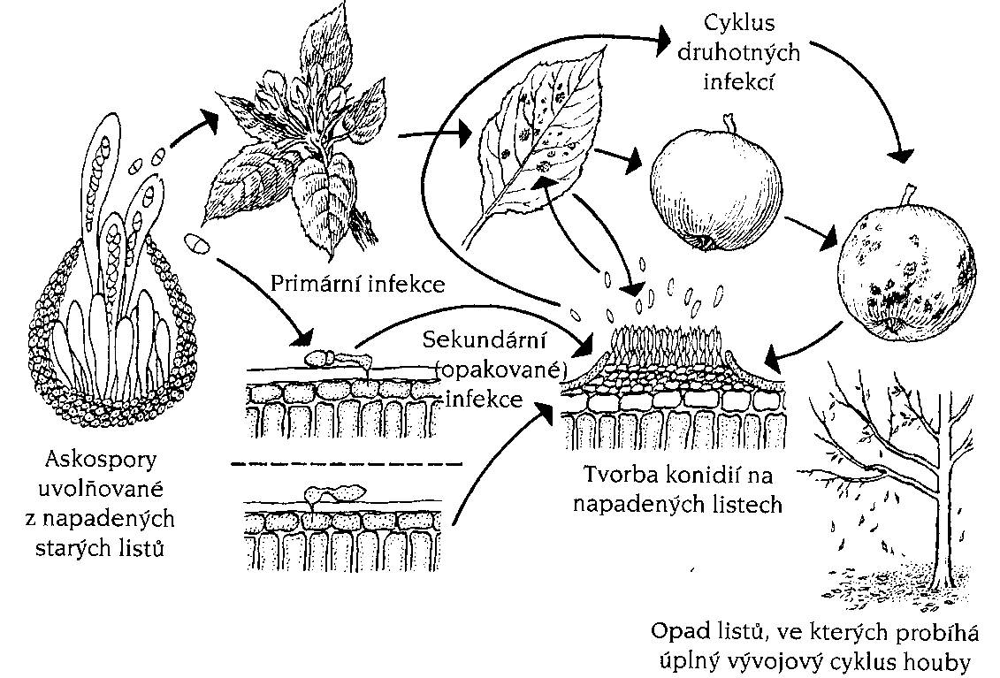 Cyklus
druhotných
infekcí
Primární infekce
Sekundární
(opakované)
infekce
Askospory
uvolňované
z napadených
starých listů
Tvorba konidií na
napadených listech
Opad listů, ve kterých probíhá
úplný vývojový cyklus houby